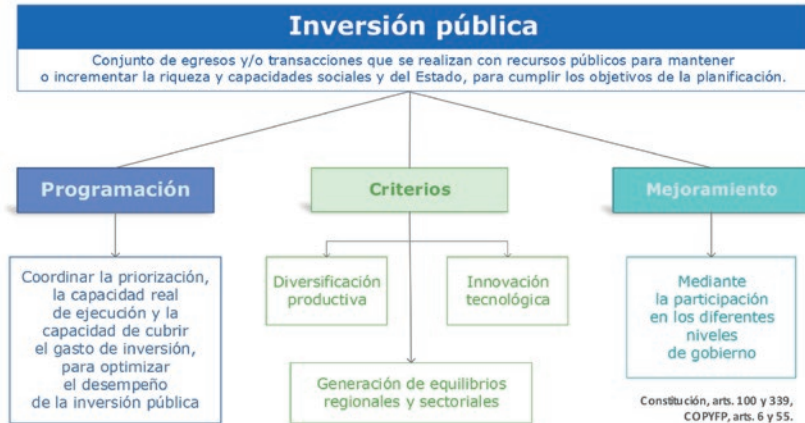 Inversión pública
Conjunto de egresos y/o transacciones que se realizan con recursos públicos para mantener
o incrementar la riqueza y capacidades sociales y del Estado, para cumplir los objetivos de la planificación.
Programación
Criterios
Mejoramiento
Coordinar la priorización,
la capacidad real
de ejecución y la
capacidad de cubrir
el gasto de inversión,
para optimizar
el desempeño
de la inversión pública
Diversificación
productiva
Innovación
tecnológica
Generación de equilibrios
regionales y sectoriales
Mediante
la participación
en los diferentes
niveles
de gobierno
Constitución, arts. 100 y 339,
COPYFP, arts. 6 y 55.